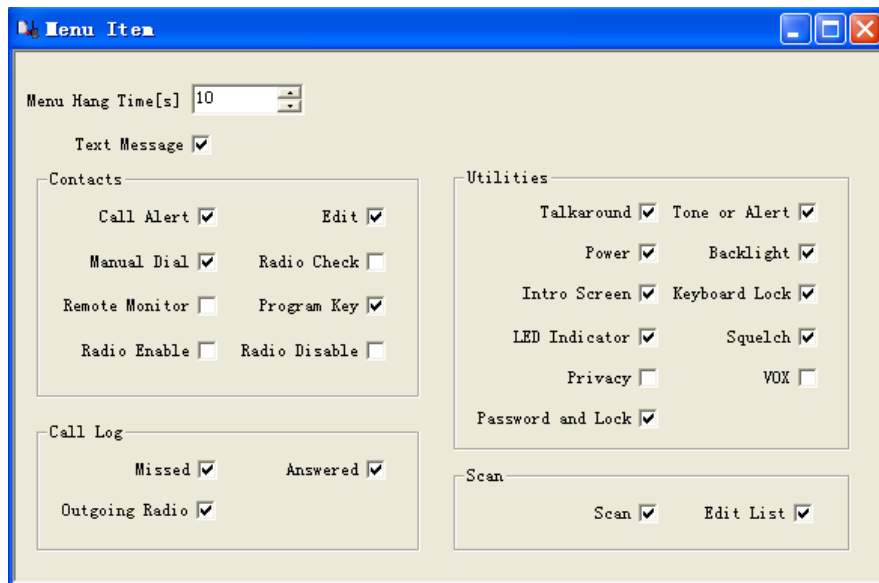 Menu Item
Menu Hang Time[s] 10
Text Message
Contacts
Call Alert Edit
Manual Dial Radio Check
Remote Monitor Program Key
Radio Enable Radio Disable
Call Log
Missed Answered
Outgoing Radio
Utilities
Talkaround Tone or Alert
Power Backlight
Intro Screen Keyboard Lock
LED Indicator Squelch
Privacy VOX
Password and Lock
Scan
Scan Edit List